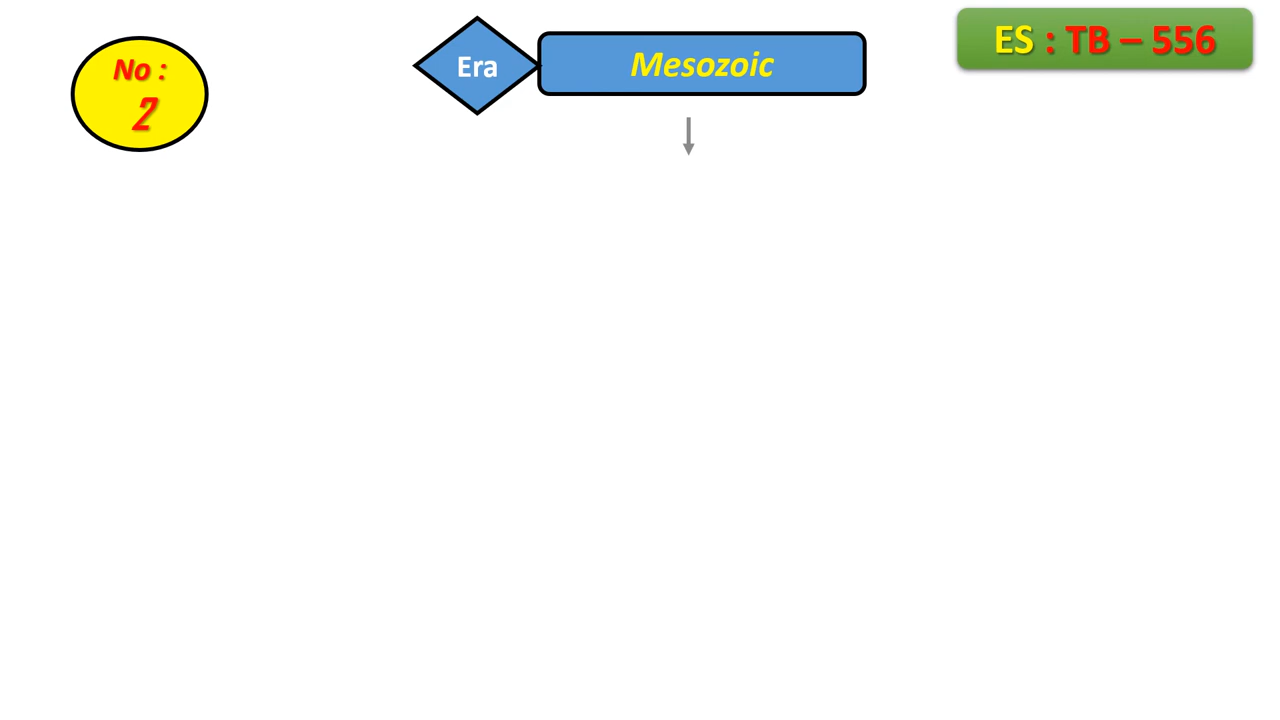 No :
2
Era
Mesozoic
ES : TB – 556